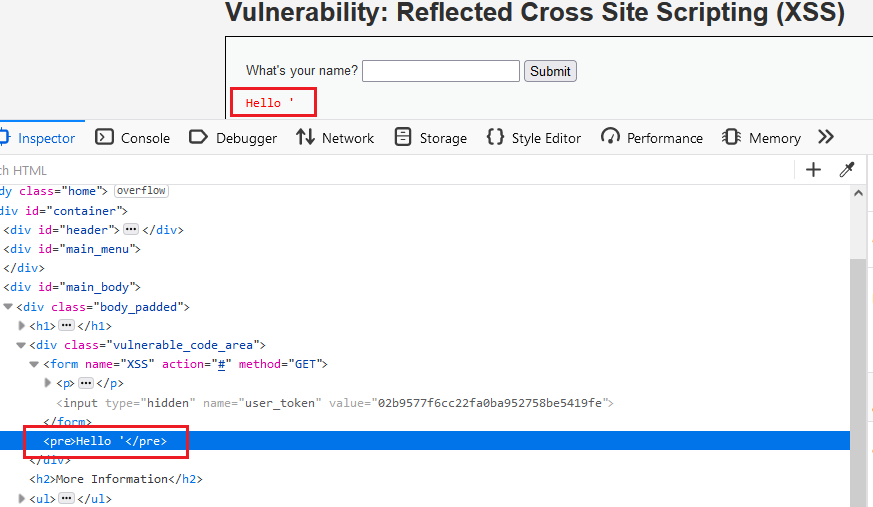 Vulnerability: Reflected Cross Site Scripting (XSS)
What's your name? Submit
Hello '
Inspector Console Debugger Network Storage Style Editor Performance Memory
ch HTML
dy class="home"> overflow
div id="container">
<div id="header"> ••• </div>
<div id="main_menu">
</div>
<div id="main_body">
<div class="body_padded">
<h1> ••• </h1>
<div class="vulnerable_code_area">
<form name="XSS" action="#" method="GET">
<p> ••• </p>
<input type="hidden" name="user_token" value="02b9577f6cc22fa0ba952758be5419fe">
</form>
<pre>Hello '</pre>
</div>
<h2>More Information</h2>
<ul> ••• </ul>